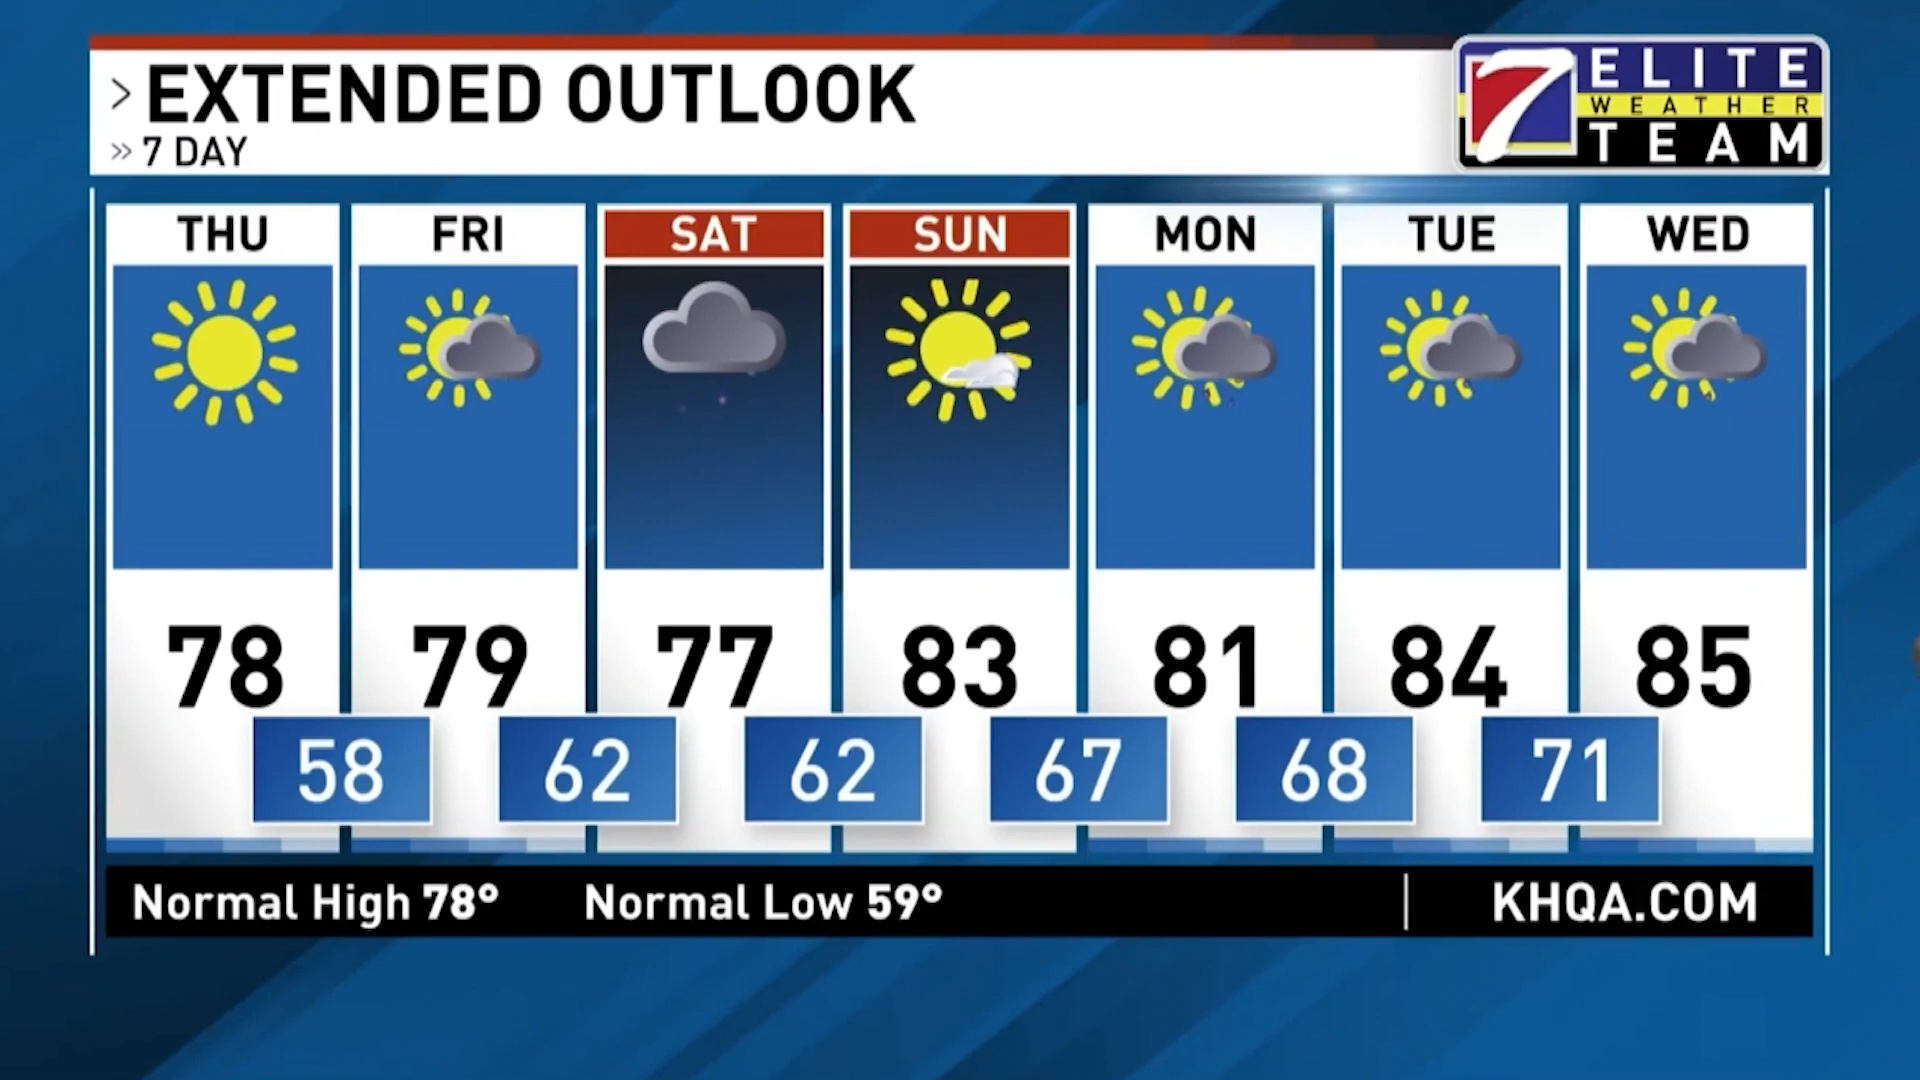 > EXTENDED OUTLOOK
» 7 DAY
7 ELITE
WEATHER
TEAM
THU FRI SAT SUN MON TUE WED
78 79 77 83 81 84 85
58 62 62 67 68 71
Normal High 78° Normal Low 59° | KHQA.COM